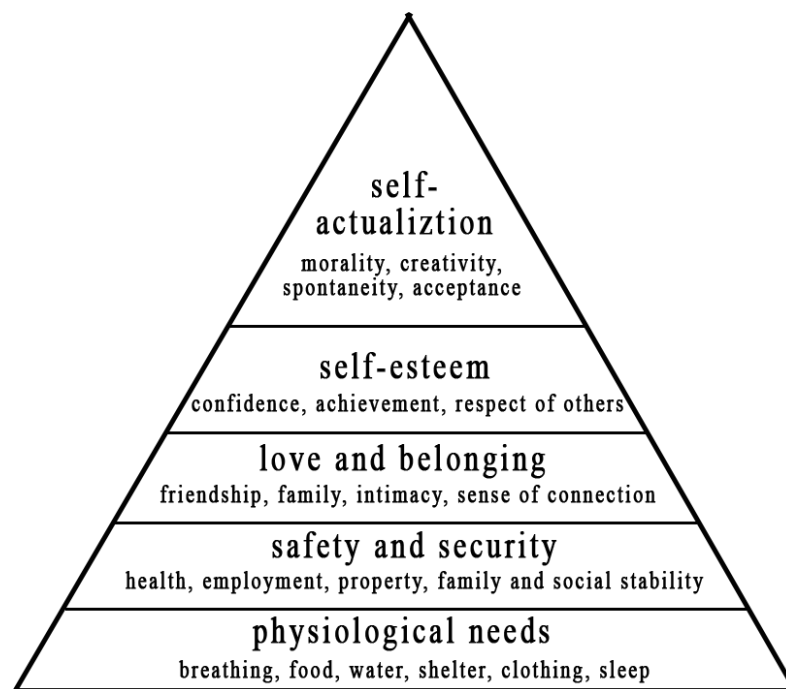 self-
actualiztion
morality, creativity,
spontaneity, acceptance
self-esteem
confidence, achievement, respect of others
love and belonging
friendship, family, intimacy, sense of connection
safety and security
health, employment, property, family and social stability
physiological needs
breathing, food, water, shelter, clothing, sleep